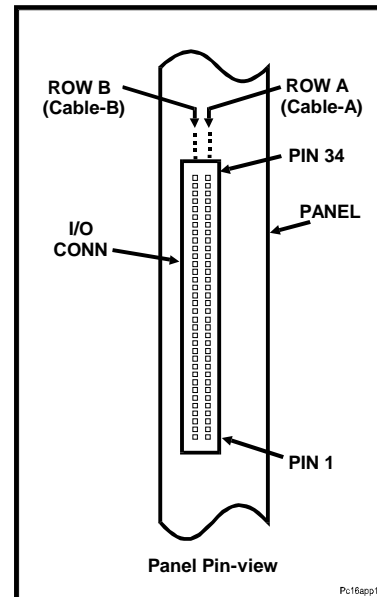 ROW B
(Cable-B)
ROW A
(Cable-A)
PIN 34
PANEL
I/O
CONN
PIN 1
Panel Pin-view
Pc16app1